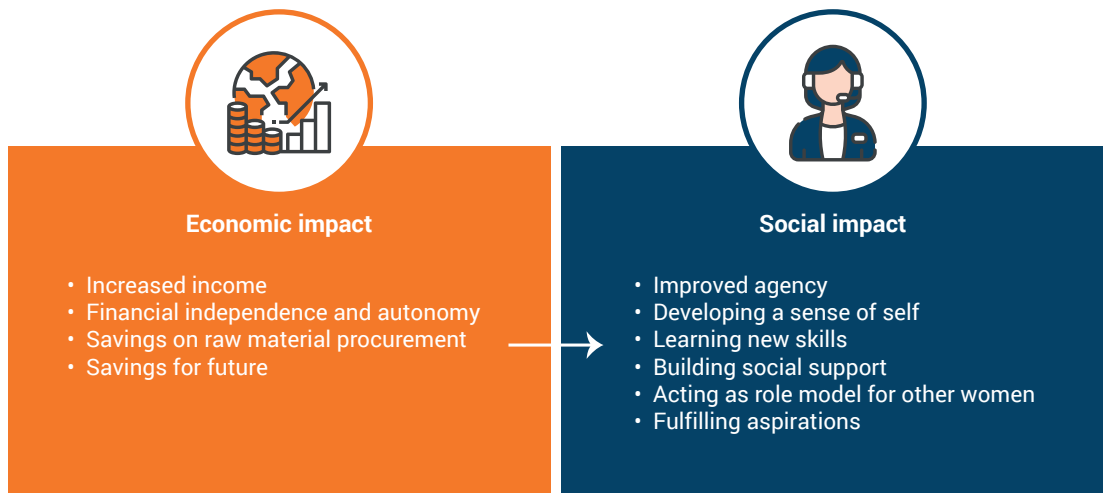 Economic impact
• Increased income
• Financial independence and autonomy
• Savings on raw material procurement
• Savings for future
Social impact
• Improved agency
• Developing a sense of self
• Learning new skills
• Building social support
• Acting as role model for other women
• Fulfilling aspirations